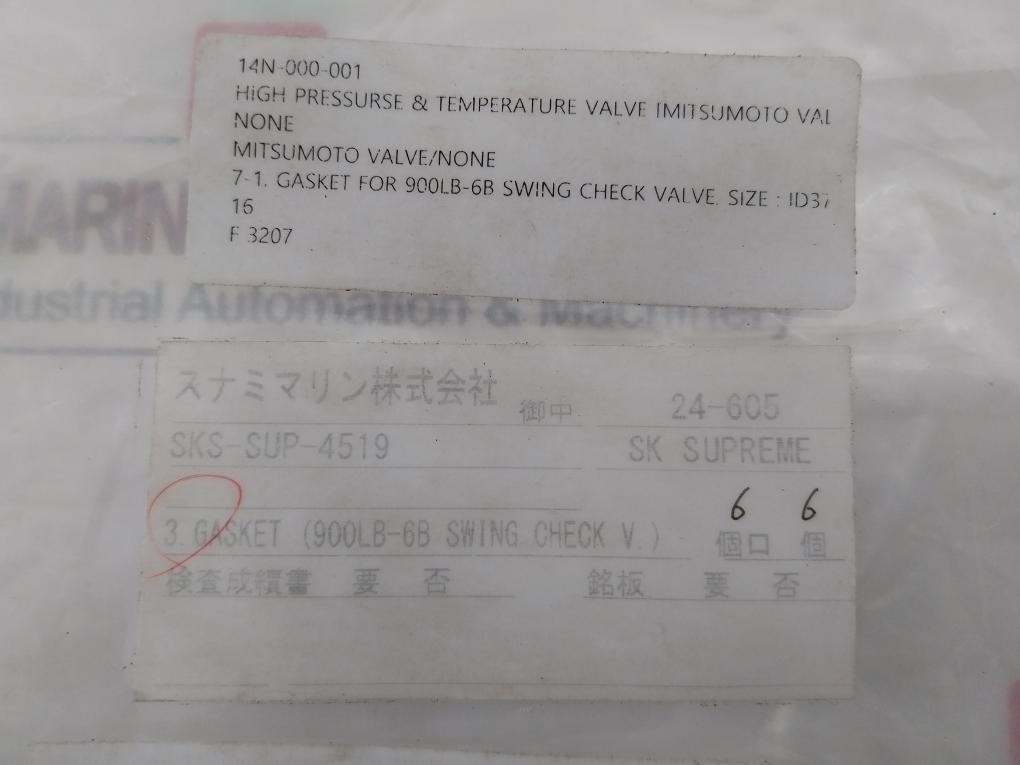 14N-000-001
HIGH PRESSURSE & TEMPERATURE VALVE (MITSUMOTO VAL
NONE
MITSUMOTO VALVE/NONE
7-1. GASKET FOR 900LB-6B SWING CHECK VALVE. SIZE : ID37
16
F 3207
MARIN
dustrial Automation & Machinery
スナミマリン株式会社 御中 24-605
SKS-SUP-4519 SK SUPREME
6 6
3.GASKET (900LB-6B SWING CHECK V.) 個口 個
検査成績書 要 否 銘板 要 否